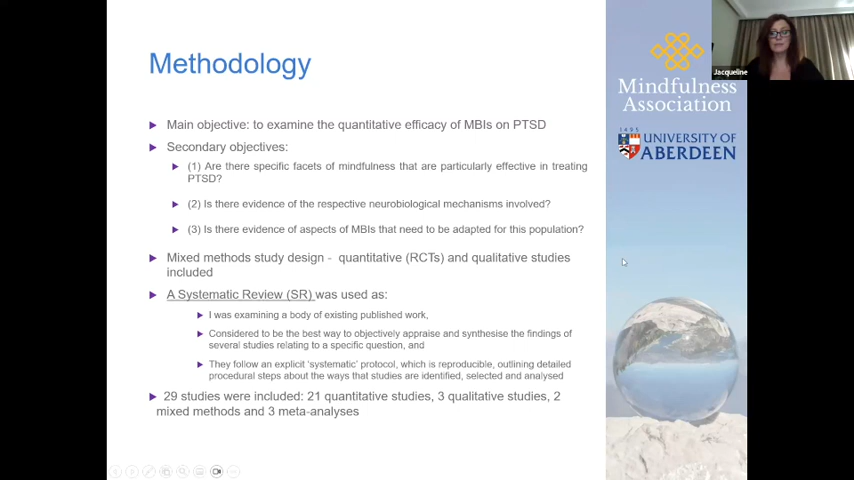 Methodology
Main objective: to examine the quantitative efficacy of MBIs on PTSD
Secondary objectives:
(1) Are there specific facets of mindfulness that are particularly effective in treating
PTSD?
(2) Is there evidence of the respective neurobiological mechanisms involved?
(3) Is there evidence of aspects of MBIs that need to be adapted for this population?
Mixed methods study design - quantitative (RCTs) and qualitative studies
included
A Systematic Review (SR) was used as:
I was examining a body of existing published work,
Considered to be the best way to objectively appraise and synthesise the findings of
several studies relating to a specific question, and
They follow an explicit ‘systematic’ protocol, which is reproducible, outlining detailed
procedural steps about the ways that studies are identified, selected and analysed
29 studies were included: 21 quantitative studies, 3 qualitative studies, 2
mixed methods and 3 meta-analyses
Jacqueline
Mindfulness
Association
1495
UNIVERSITY OF
ABERDEEN